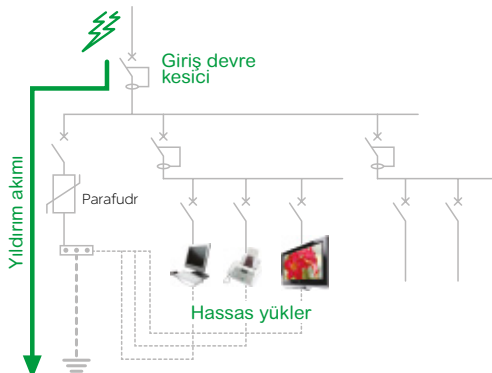 Giriş devre
kesici
Yıldırım akımı
Parafudr
Hassas yükler